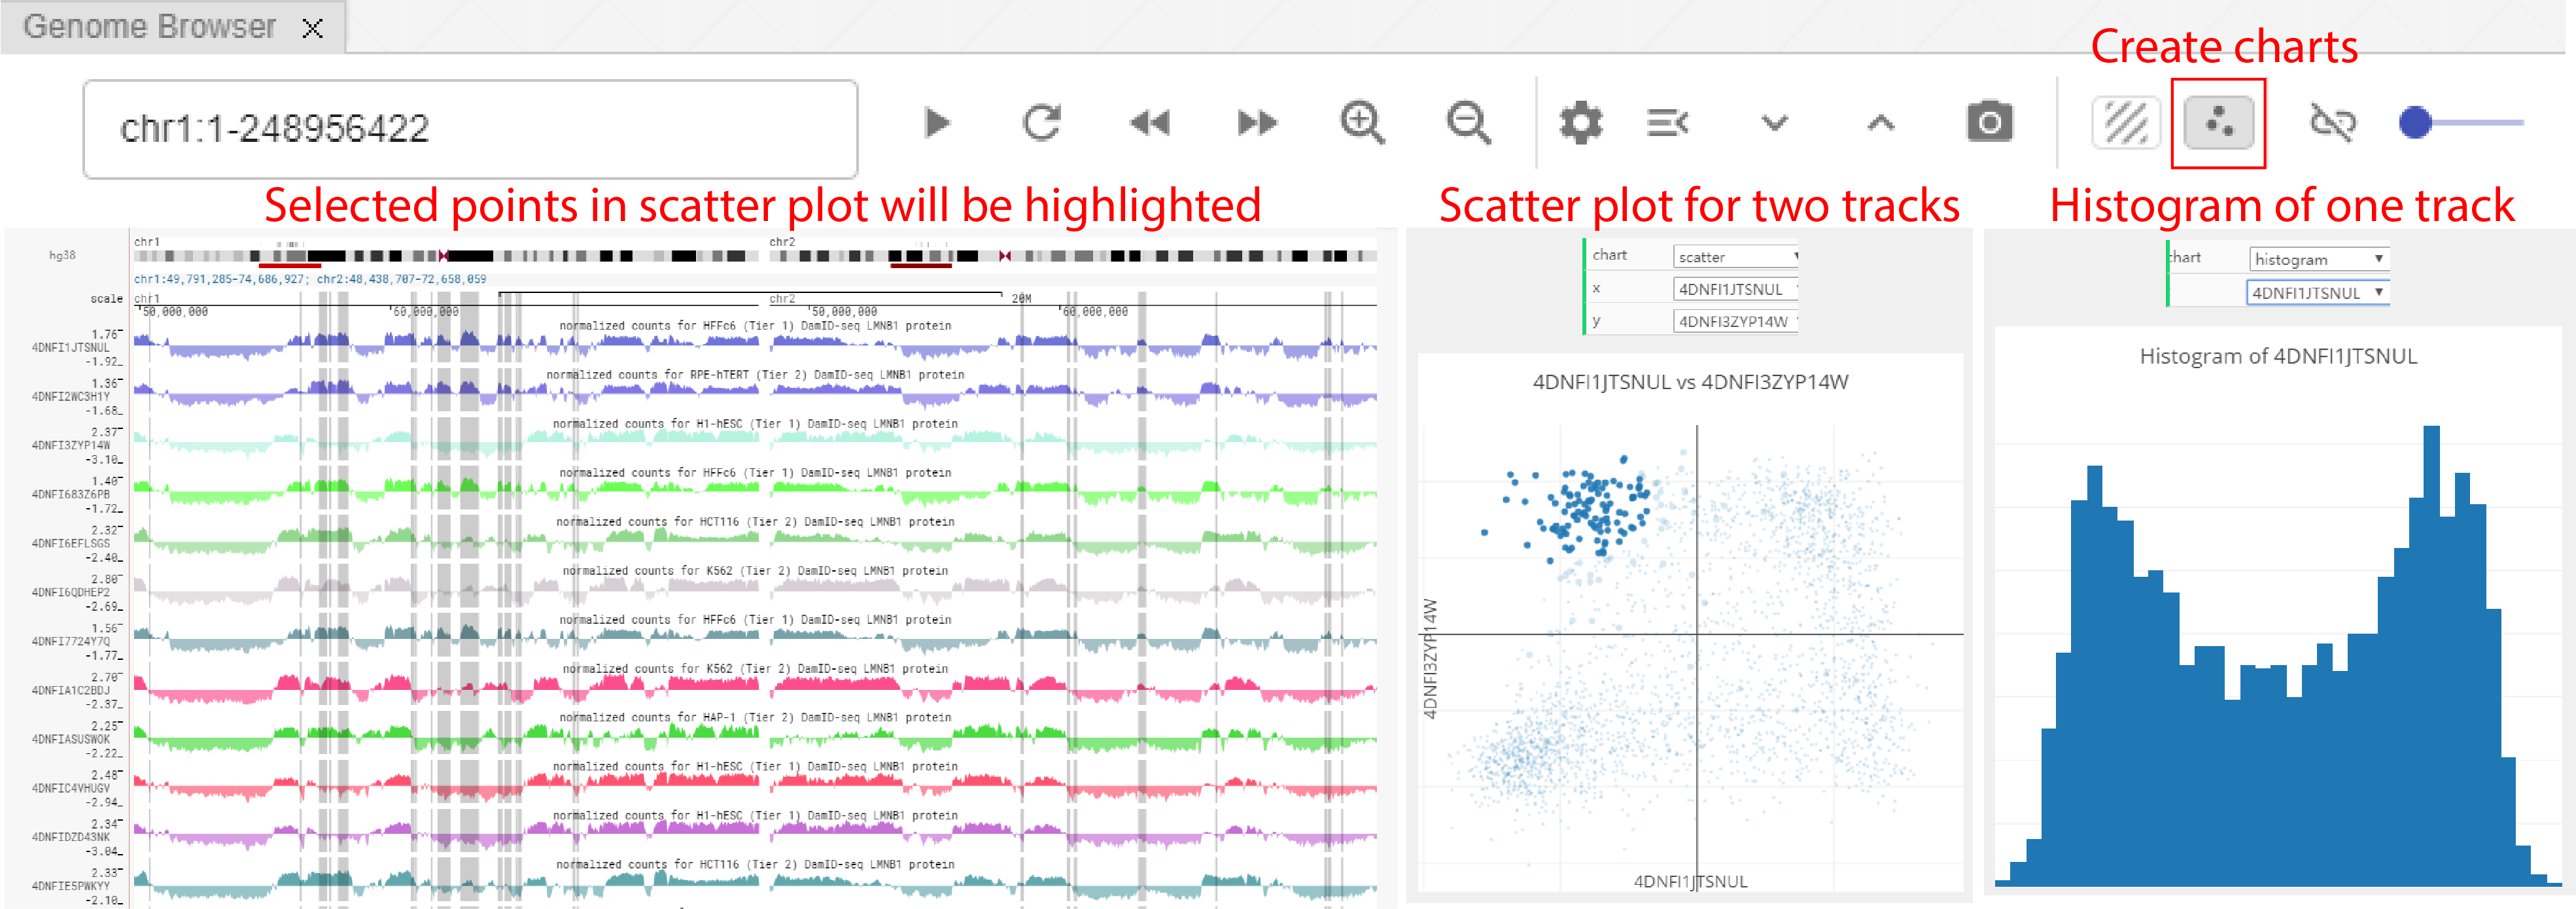 Genome Browser
Create charts
chr1:1-248956422
Selected points in scatter plot will be highlighted
Scatter plot for two tracks
Histogram of one track
chr1
chr2
hg38
chr1:49,791,285-74,686,927; chr2:48,438,707-72,658,059
scale
chr1
chr2
20M
50,000,000
60,000,000
50,000,000
60,000,000
normalized counts for HFFc6 (Tier 1) DamID-seq LMNB1 protein
1.76
4DNFI1JTSNUL
-1.92
normalized counts for RPE-hTERT (Tier 2) DamID-seq LMNB1 protein
1.36
4DNFI2WC3H1Y
-1.68
normalized counts for H1-hESC (Tier 1) DamID-seq LMNB1 protein
2.37
4DNFI3ZYP14W
-3.10
normalized counts for HFFc6 (Tier 1) DamID-seq LMNB1 protein
1.40
4DNFI683Z6PB
-1.72
normalized counts for HCT116 (Tier 2) DamID-seq LMNB1 protein
2.32
4DNFI6EFLSGS
-2.40
normalized counts for K562 (Tier 2) DamID-seq LMNB1 protein
2.80
4DNFI6QDHEP2
-2.69
normalized counts for HFFc6 (Tier 1) DamID-seq LMNB1 protein
1.56
4DNFI7724Y7Q
-1.77
normalized counts for K562 (Tier 2) DamID-seq LMNB1 protein
2.70
4DNFIA1C2BDJ
-2.37
normalized counts for HAP-1 (Tier 2) DamID-seq LMNB1 protein
2.25
4DNFIASUSWOK
-2.22
normalized counts for H1-hESC (Tier 1) DamID-seq LMNB1 protein
2.48
4DNFIC4VHUGV
-2.94
normalized counts for H1-hESC (Tier 1) DamID-seq LMNB1 protein
2.34
4DNFIDZD43NK
-3.04
normalized counts for HCT116 (Tier 2) DamID-seq LMNB1 protein
2.33
4DNFIE5PWKYY
-2.10
chart scatter
x 4DNFI1JTSNUL
y 4DNFI3ZYP14W
4DNFI1JTSNUL vs 4DNFI3ZYP14W
4DNFI3ZYP14W
4DNFI1JTSNUL
chart histogram
4DNFI1JTSNUL
Histogram of 4DNFI1JTSNUL